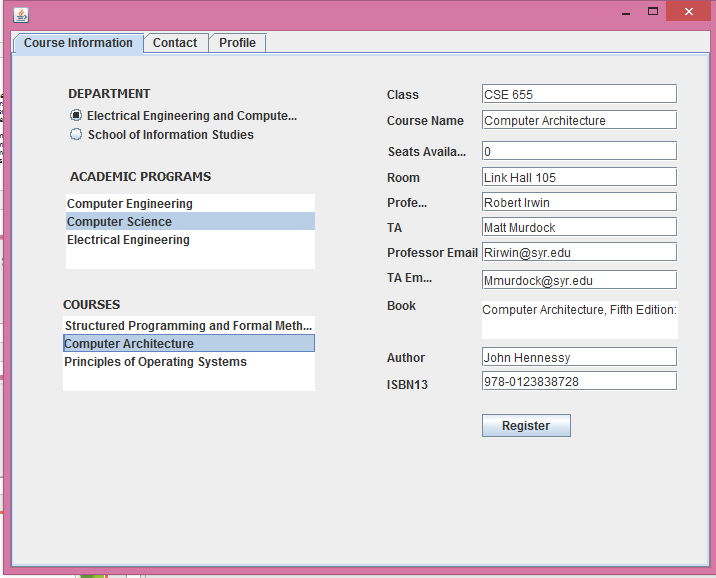 Course Information
Contact
Profile
DEPARTMENT
Electrical Engineering and Compute...
School of Information Studies
ACADEMIC PROGRAMS
Computer Engineering
Computer Science
Electrical Engineering
COURSES
Structured Programming and Formal Meth...
Computer Architecture
Principles of Operating Systems
Class CSE 655
Course Name Computer Architecture
Seats Availa... 0
Room Link Hall 105
Profe... Robert Irwin
TA Matt Murdock
Professor Email Rirwin@syr.edu
TA Em... Mmurdock@syr.edu
Book Computer Architecture, Fifth Edition:
Author John Hennessy
ISBN13 978-0123838728
Register